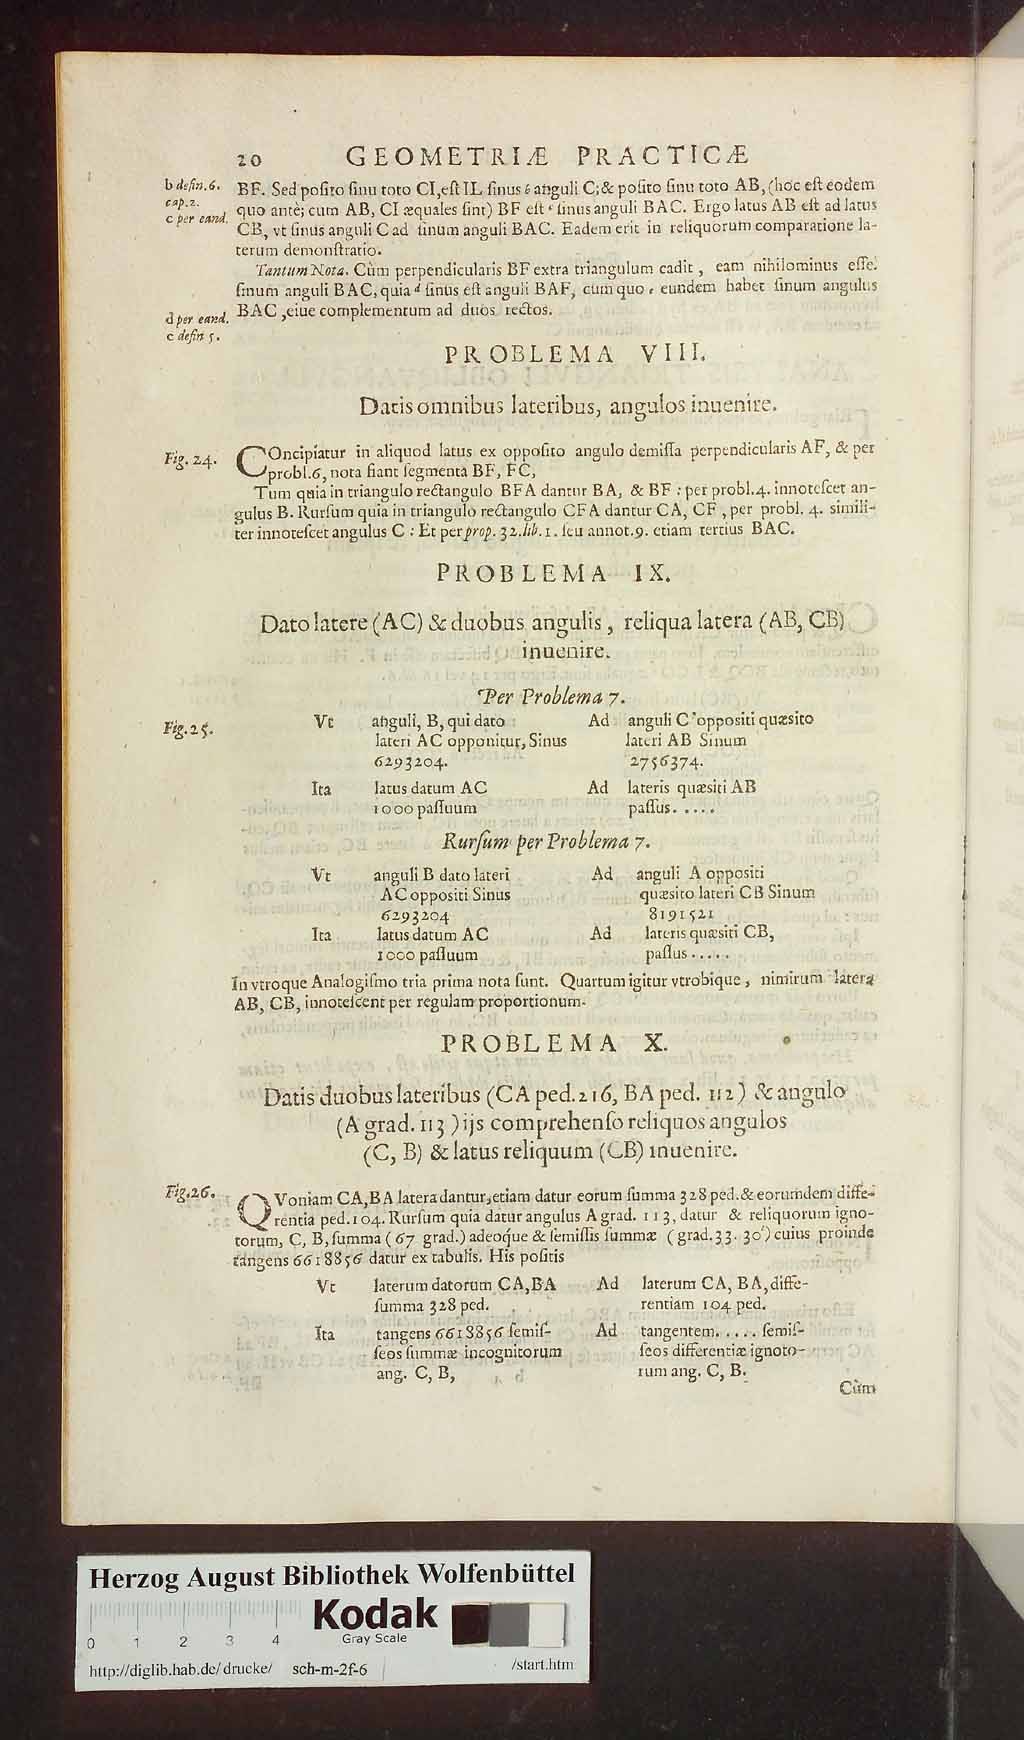 20 GEOMETRIÆ PRACTICÆ
b defin. 6. cap. 2.
c per eand.
BF. Sed posito sinu toto CI, est IL sinus b anguli C; & posito sinu toto AB, (hoc est eodem
quo antè; cum AB, CI æquales sint) BF est c sinus anguli BAC. Ergo latus AB est ad latus
CB, vt sinus anguli C ad sinum anguli BAC. Eadem erit in reliquorum comparatione la-
terum demonstratio.
Tantum Nota. Cùm perpendicularis BF extra triangulum cadit, eam nihilominus esse
sinum anguli BAC, quia d sinus est anguli BAF, cum quo e eundem habet sinum angulus
BAC, eiue complementum ad duos rectos.
d per eand.
e defin 5.
PROBLEMA VIII.
Datis omnibus lateribus, angulos inuenire.
Fig. 24.
COncipiatur in aliquod latus ex opposito angulo demissa perpendicularis AF, & per
probl. 6, nota fiant segmenta BF, FC,
Tum quia in triangulo rectangulo BFA dantur BA, & BF : per probl. 4. innotescet an-
gulus B. Rursum quia in triangulo rectangulo CFA dantur CA, CF, per probl. 4. simili-
ter innotescet angulus C : Et per prop. 32. lib. 1. seu annot. 9. etiam tertius BAC.
PROBLEMA IX.
Dato latere (AC) & duobus angulis, reliqua latera (AB, CB)
inuenire.
Per Problema 7.
Fig. 25.
Vt anguli, B, qui dato Ad anguli C oppositi quæsito
lateri AC opponitur, Sinus lateri AB Sinum
6293204. 2756374.
Ita latus datum AC Ad lateris quæsiti AB
1000 passuum passus. . . . .
Rursum per Problema 7.
Vt anguli B dato lateri Ad anguli A oppositi
AC oppositi Sinus quæsito lateri CB Sinum
6293204 8191521
Ita latus datum AC Ad lateris quæsiti CB,
1000 passuum passus . . . . .
In vtroque Analogismo tria prima nota sunt. Quartum igitur vtrobique, nimirum latera
AB, CB, innotescent per regulam proportionum.
PROBLEMA X.
Datis duobus lateribus (CA ped. 216, BA ped. 112) & angulo
(A grad. 113) ijs comprehenso reliquos angulos
(C, B) & latus reliquum (CB) inuenire.
Fig. 26.
QVoniam CA, BA latera dantur, etiam datur eorum summa 328 ped. & eorumdem diffe-
rentia ped. 104. Rursum quia datur angulus A grad. 113, datur & reliquorum igno-
torum, C, B, summa (67 grad.) adeoque & semissis summæ (grad. 33. 30') cuius proinde
tangens 6618856 datur ex tabulis. His positis
Vt laterum datorum CA, BA Ad laterum CA, BA, diffe-
summa 328 ped. rentiam 104 ped.
Ita tangens 6618856 semis- Ad tangentem. . . . . semis-
seos summæ incognitorum seos differentiæ ignoto-
ang. C, B, rum ang. C, B.
Cùm
Herzog August Bibliothek Wolfenbüttel
Kodak
Gray Scale
0 1 2 3 4
http://diglib.hab.de/drucke/ sch-m-2f-6 /start.htm